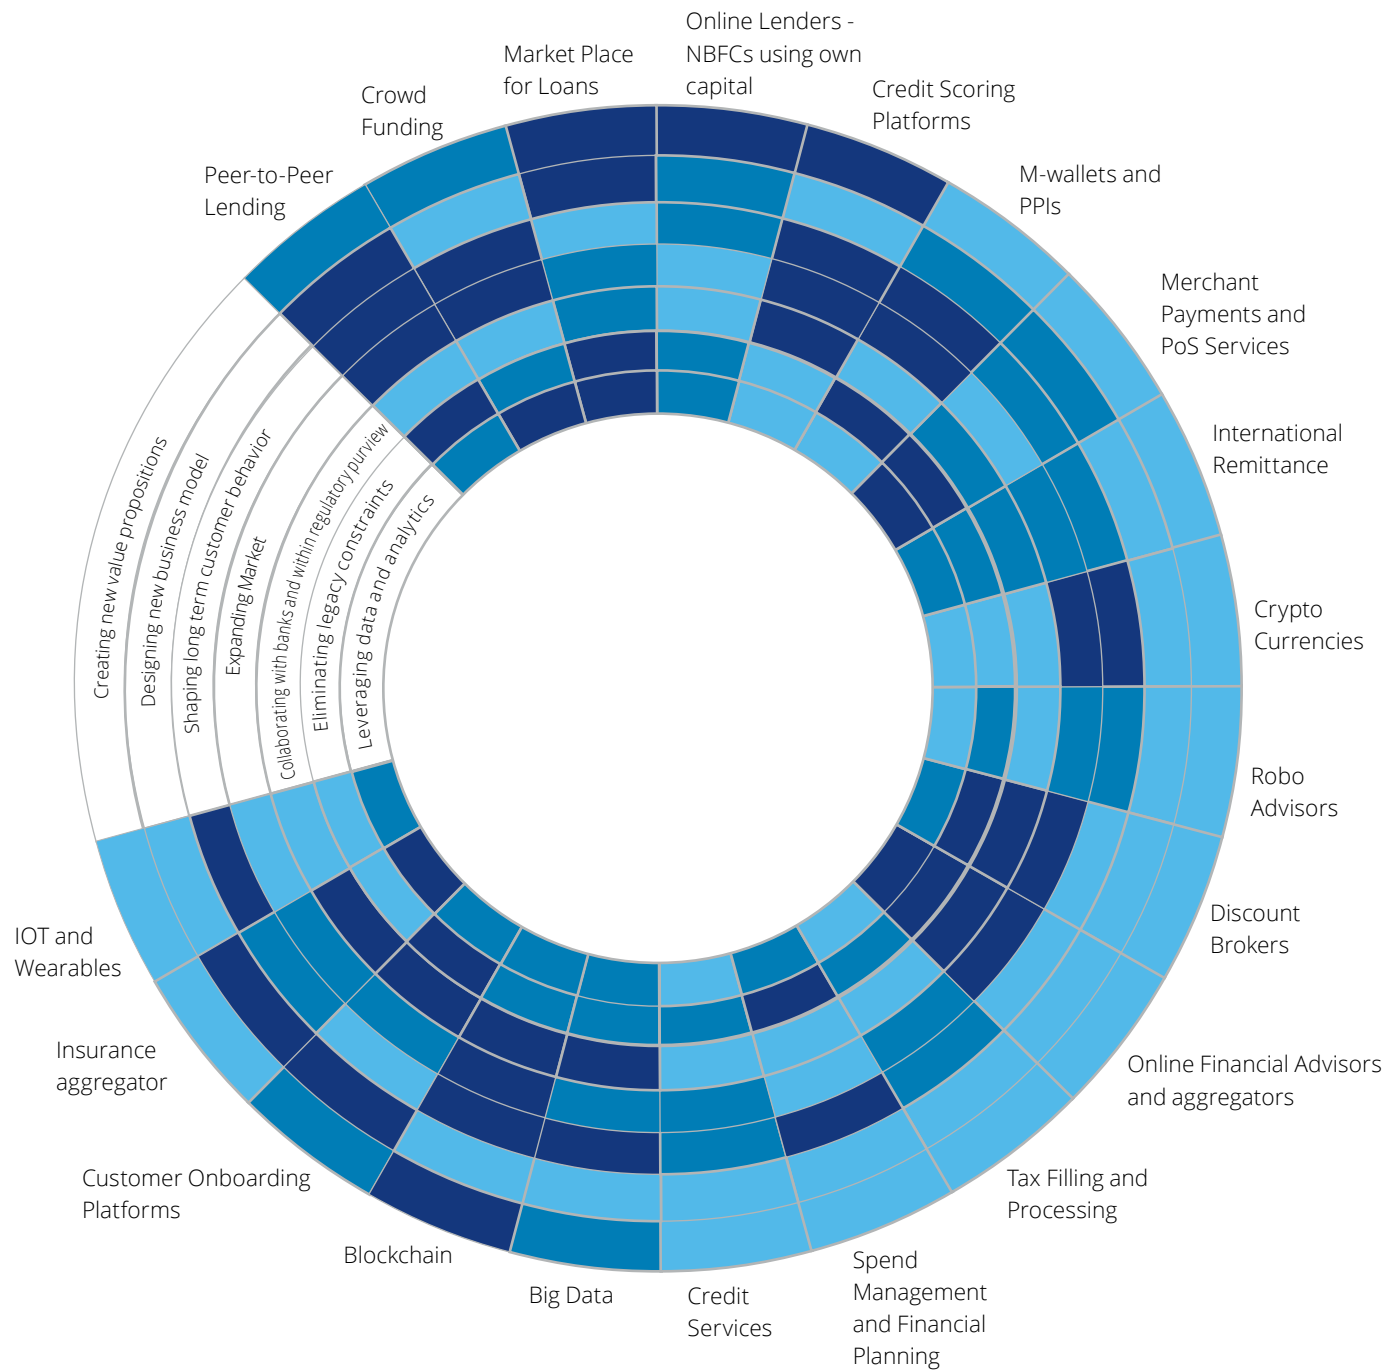 Online Lenders -
NBFCs using own
capital
Market Place
for Loans
Credit Scoring
Platforms
Crowd
Funding
Peer-to-Peer
Lending
M-wallets and
PPIs
Merchant
Payments and
PoS Services
International
Remittance
Crypto
Currencies
Robo
Advisors
Discount
Brokers
Online Financial Advisors
and aggregators
Tax Filling and
Processing
Spend
Management
and Financial
Planning
Credit
Services
Big Data
Blockchain
Customer Onboarding
Platforms
Insurance
aggregator
IOT and
Wearables
Creating new value propositions
Designing new business model
Shaping long term customer behavior
Expanding Market
Collaborating with banks and within regulatory purview
Eliminating legacy constraints
Leveraging data and analytics